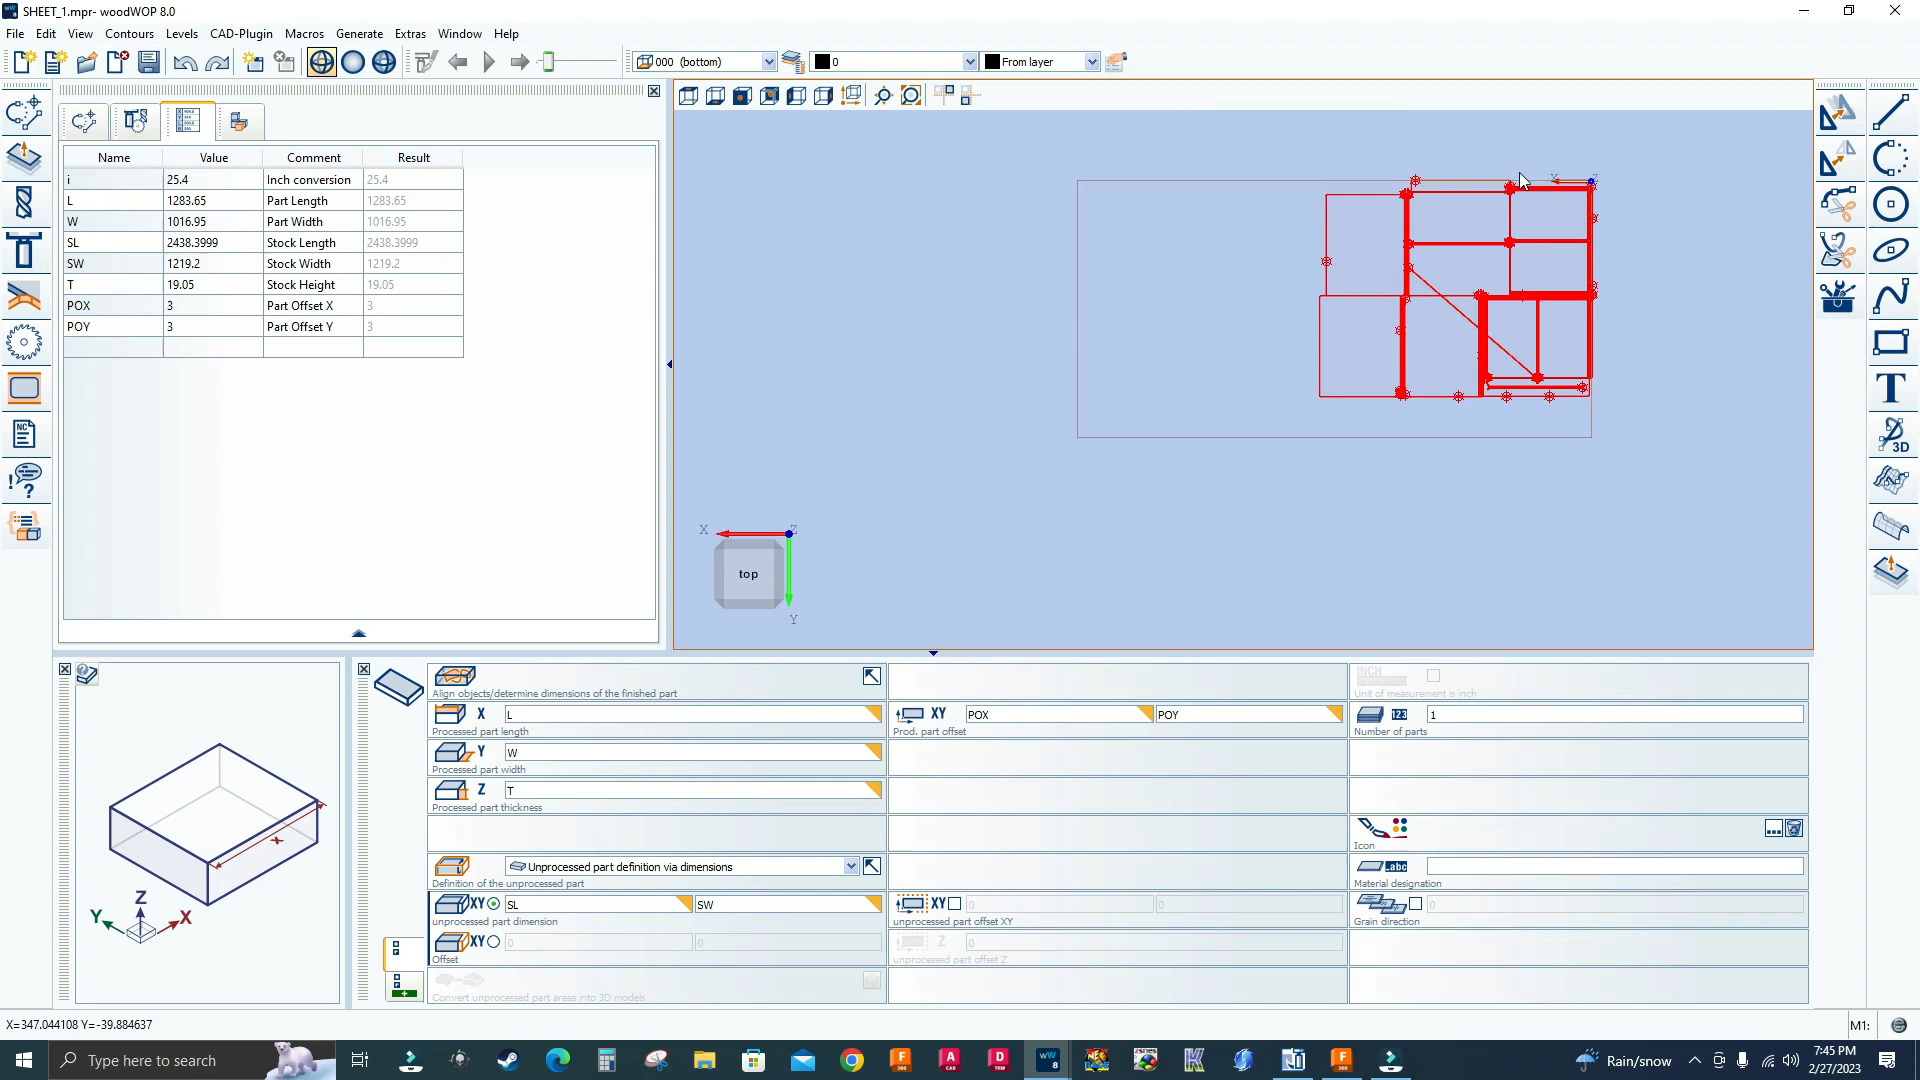 SHEET_1.mpr- woodWOP 8.0
File Edit View Contours Levels CAD-Plugin Macros Generate Extras Window Help
000 (bottom) 0 From layer
Name Value Comment Result
i 25.4 Inch conversion 25.4
L 1283.65 Part Length 1283.65
W 1016.95 Part Width 1016.95
SL 2438.3999 Stock Length 2438.3999
SW 1219.2 Stock Width 1219.2
T 19.05 Stock Height 19.05
POX 3 Part Offset X 3
POY 3 Part Offset Y 3
X Z
top
Y
NC
T
3D
Z
Y X
x
Align objects/determine dimensions of the finished part
INCH
Unit of measurement is inch
X L
Processed part length
XY POX POY
Prod. part offset
123 1
Number of parts
Y W
Processed part width
Z T
Processed part thickness
Icon
Unprocessed part definition via dimensions
Definition of the unprocessed part
abc
Material designation
XY SL SW
unprocessed part dimension
XY 0 0
unprocessed part offset XY
0
Grain direction
XY 0 0
Offset
Z 0
unprocessed part offset Z
Convert unprocessed part areas into 3D models
X=347.044108 Y=-39.884637
M1:
Type here to search
Rain/snow
7:45 PM
2/27/2023